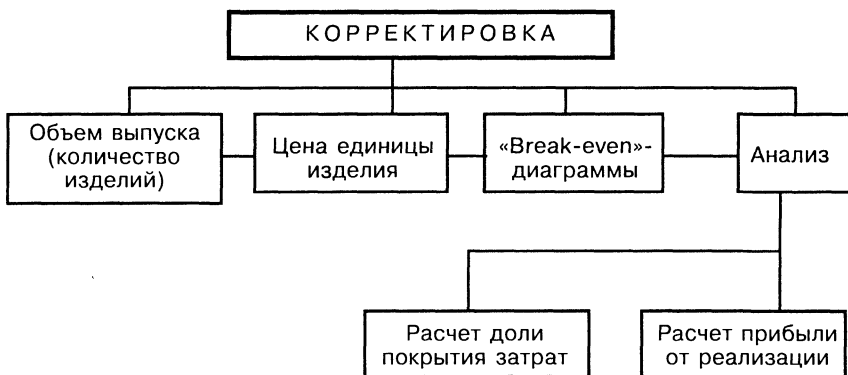 КОРРЕКТИРОВКА
Объем выпуска
(количество
изделий)
Цена единицы
изделия
«Break-even»-
диаграммы
Анализ
Расчет доли
покрытия затрат
Расчет прибыли
от реализации